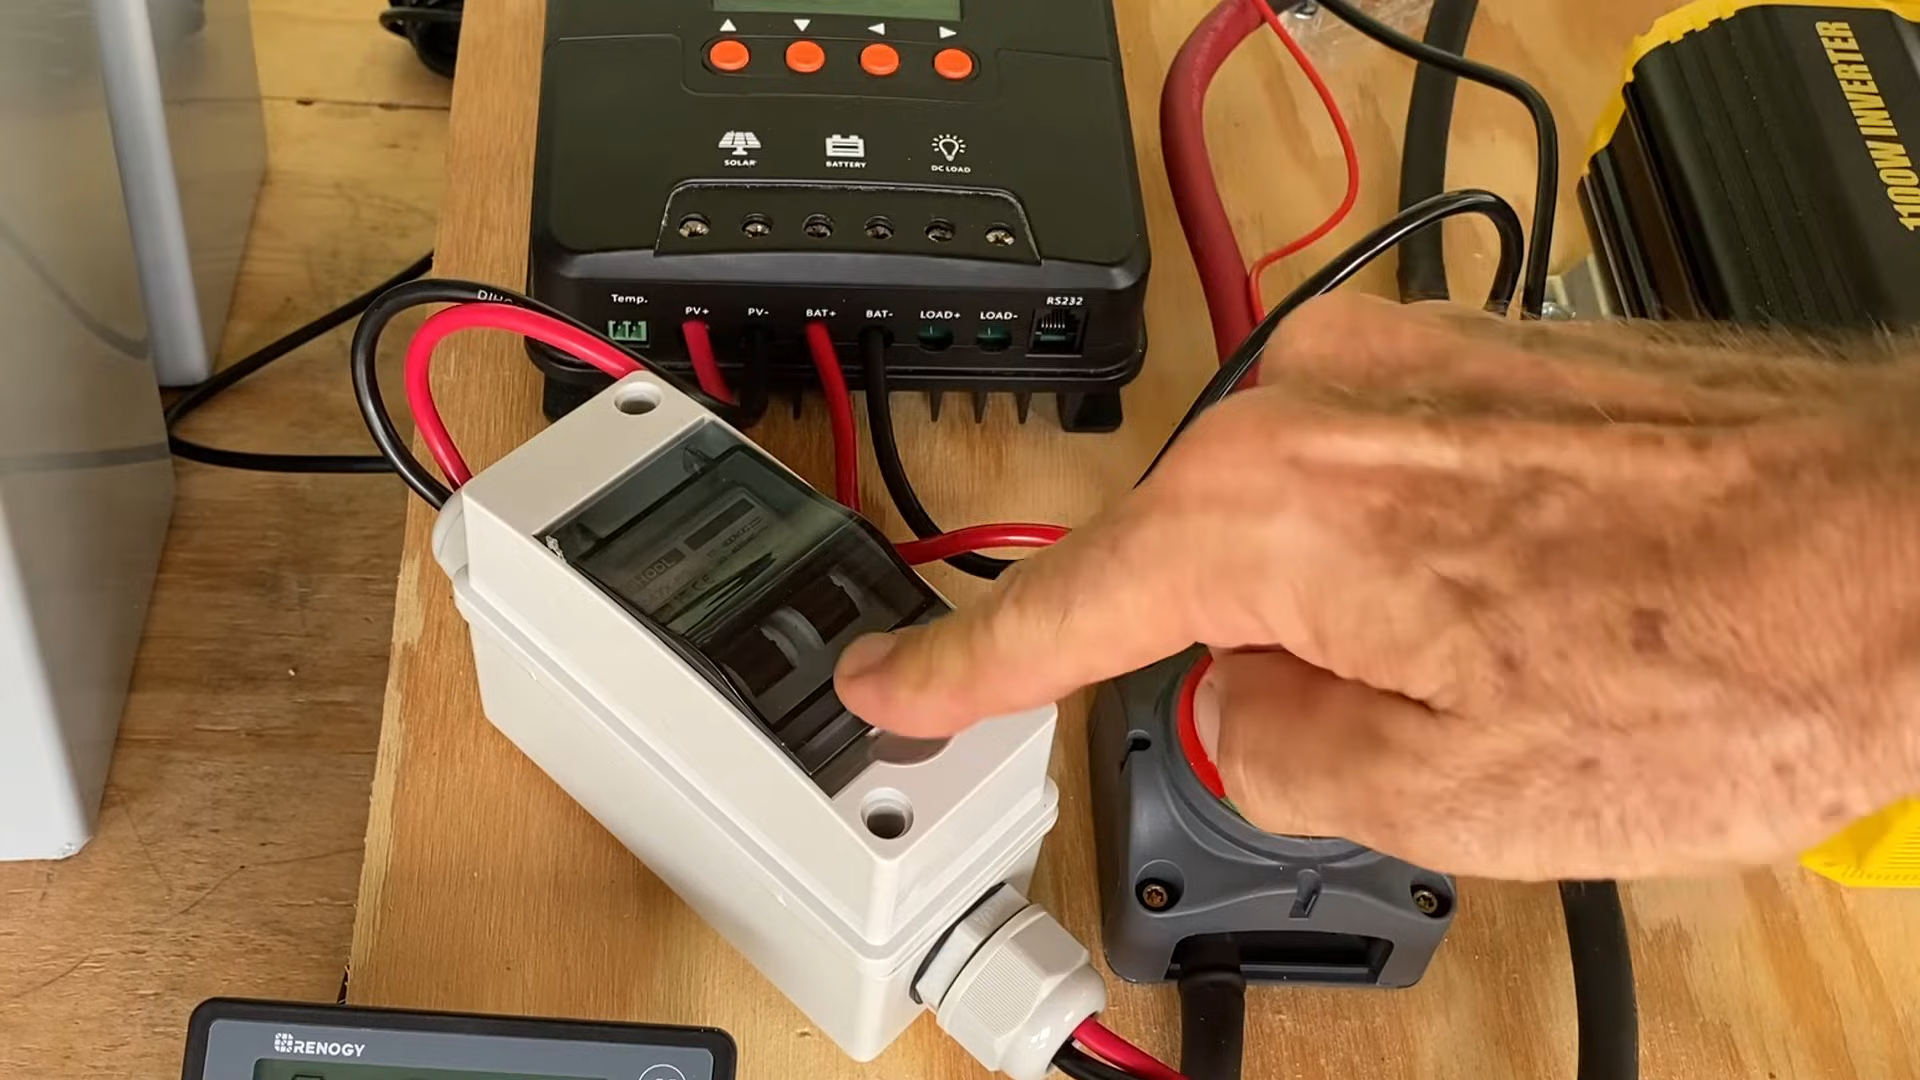 SOLAR
BATTERY
DC LOAD
1100W INVERTER
Temp.
PV+
PV-
BAT+
BAT-
LOAD+
LOAD-
RS232
RENOGY